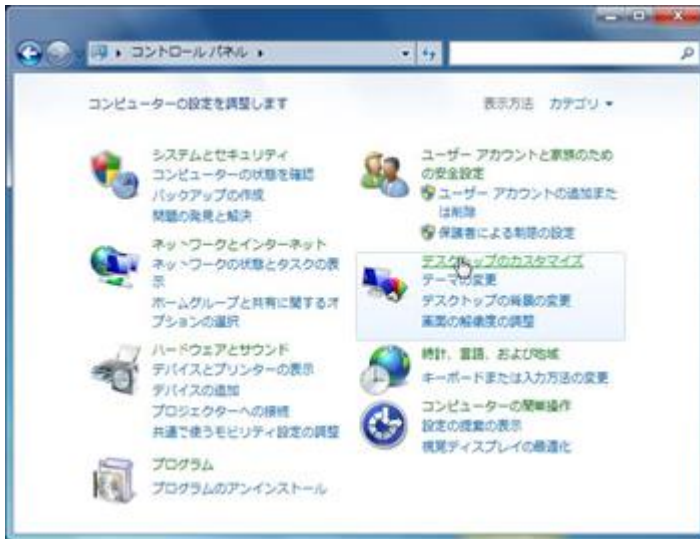 コントロール パネル
コンピューターの設定を調整します
表示方法 カテゴリ
システムとセキュリティ
コンピューターの状態を確認
バックアップの作成
問題の発見と解決
ネットワークとインターネット
ネットワークの状態とタスクの表
示
ホームグループと共有に関するオ
プションの選択
ハードウェアとサウンド
デバイスとプリンターの表示
デバイスの追加
プロジェクターへの接続
共通で使うモビリティ設定の調整
プログラム
プログラムのアンインストール
ユーザー アカウントと家族のため
の安全設定
ユーザー アカウントの追加また
は削除
保護者による制限の設定
デスクトップのカスタマイズ
テーマの変更
デスクトップの背景の変更
画面の解像度の調整
時計、言語、および地域
キーボードまたは入力方法の変更
コンピューターの簡単操作
設定の提案の表示
視覚ディスプレイの最適化